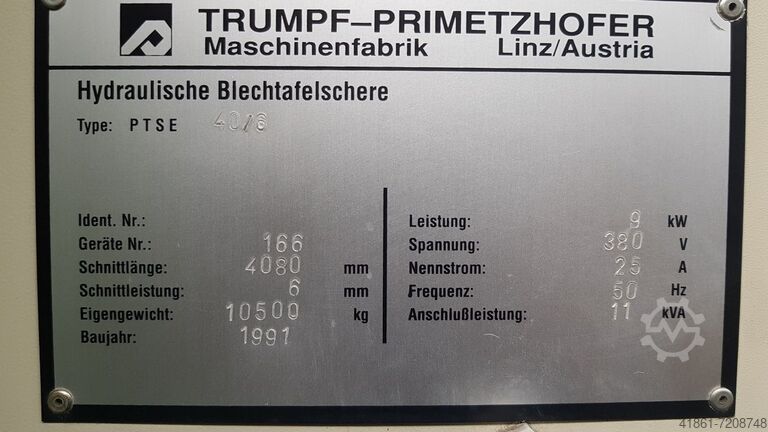 TRUMPF-PRIMETZHOFER
Maschinenfabrik Linz/Austria
Hydraulische Blechtafelschere
Type: PTSE 40/6
Ident. Nr.:
Geräte Nr.: 166
Schnittlänge: 4080 mm
Schnittleistung: 6 mm
Eigengewicht: 10500 kg
Baujahr: 1991
Leistung: 9 kW
Spannung: 380 V
Nennstrom: 25 A
Frequenz: 50 Hz
Anschlußleistung: 11 kVA
41861-7208748